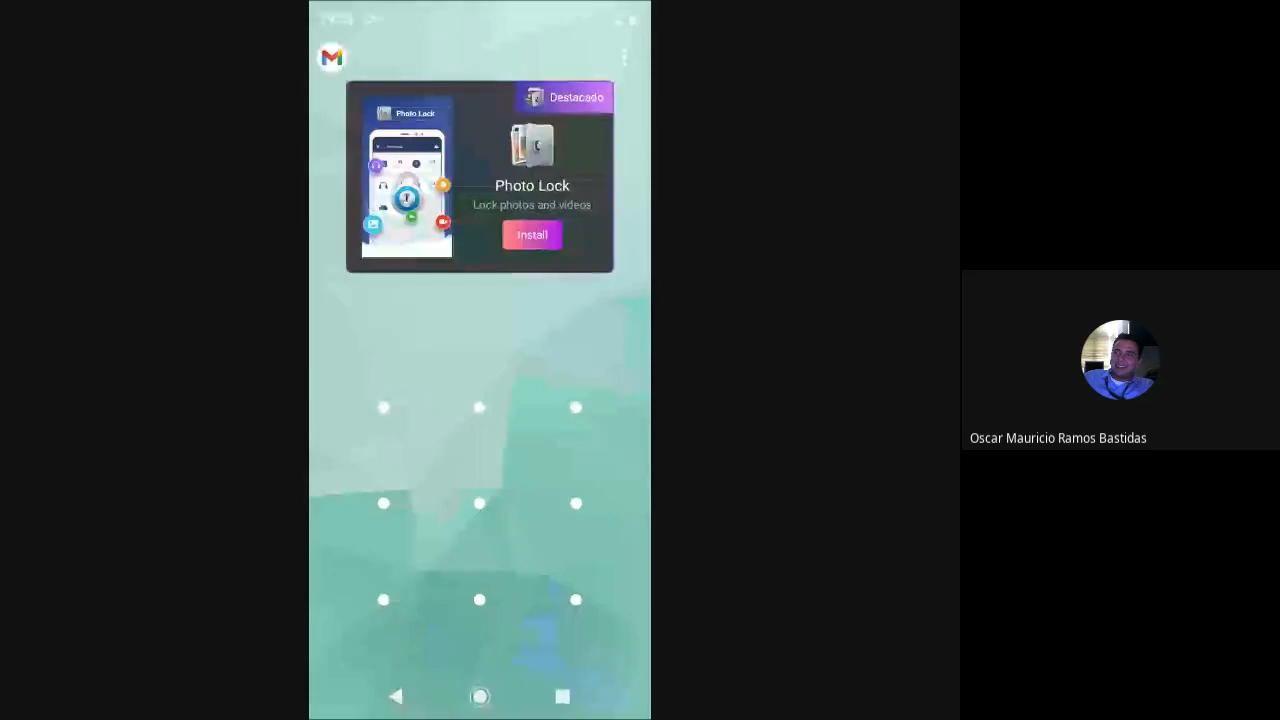 Destacado
Photo Lock
Photo Lock
Lock photos and videos
Install
Oscar Mauricio Ramos Bastidas